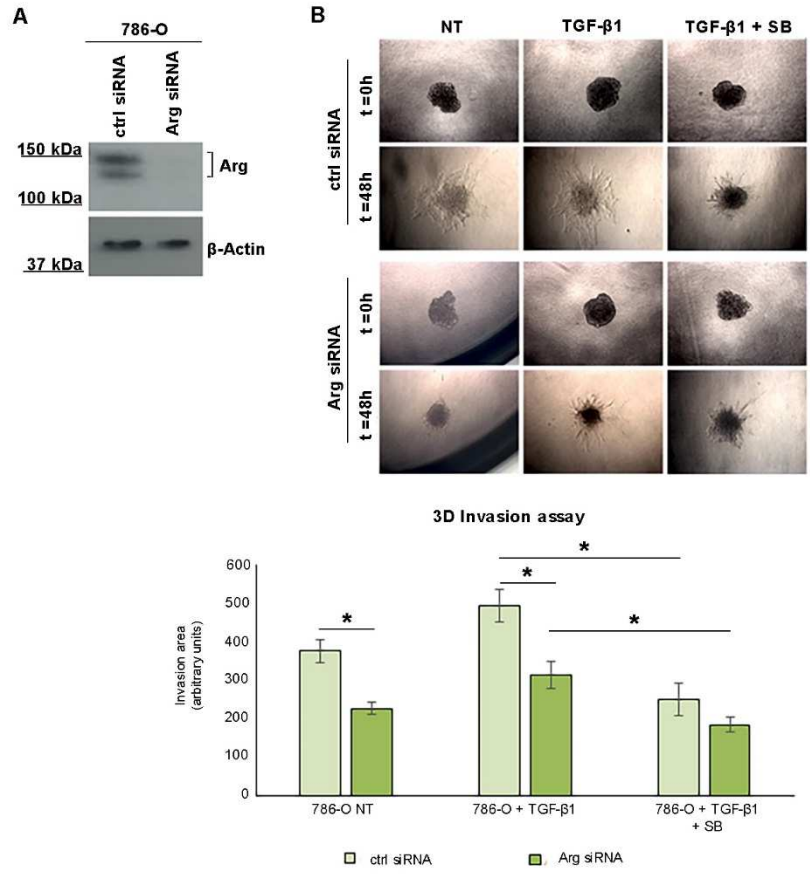 A
786-O
ctrl siRNA
Arg siRNA
150 kDa
Arg
100 kDa
β-Actin
37 kDa
B
NT
TGF-β1
TGF-β1 + SB
ctrl siRNA
t =0h
t =48h
Arg siRNA
t =0h
t =48h
3D Invasion assay
Invasion area
(arbitrary units)
600
500
400
300
200
100
0
*
*
*
*
786-O NT
786-O + TGF-β1
786-O + TGF-β1
+ SB
ctrl siRNA
Arg siRNA